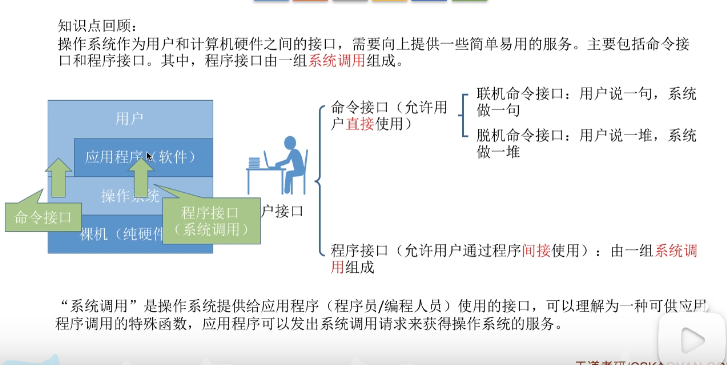 知识点回顾：
操作系统作为用户和计算机硬件之间的接口，需要向上提供一些简单易用的服务。主要包括命令接
口和程序接口。其中，程序接口由一组系统调用组成。
用户
应用程序（软件）
操作系统
裸机（纯硬件
命令接口
程序接口
（系统调用）
户接口
命令接口（允许用
户直接使用）
联机命令接口：用户说一句，系统
做一句
脱机命令接口：用户说一堆，系统
做一堆
程序接口（允许用户通过程序间接使用）：由一组系统调
用组成
“系统调用”是操作系统提供给应用程序（程序员/编程人员）使用的接口，可以理解为一种可供应用
程序调用的特殊函数，应用程序可以发出系统调用请求来获得操作系统的服务。